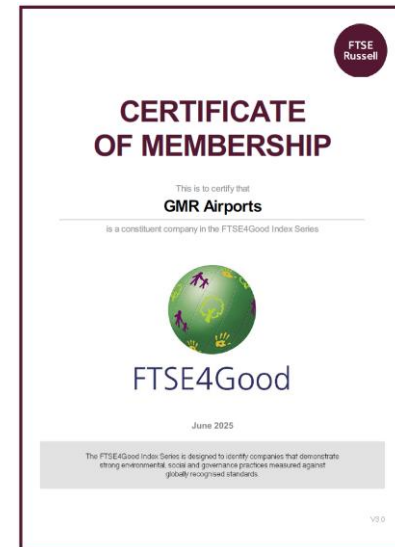 FTSE
Russell
CERTIFICATE
OF MEMBERSHIP
This is to certify that
GMR Airports
is a constituent company in the FTSE4Good Index Series
FTSE4Good
June 2025
The FTSE4Good Index Series is designed to identify companies that demonstrate
strong environmental, social and governance practices measured against
globally recognised standards.
V3.0